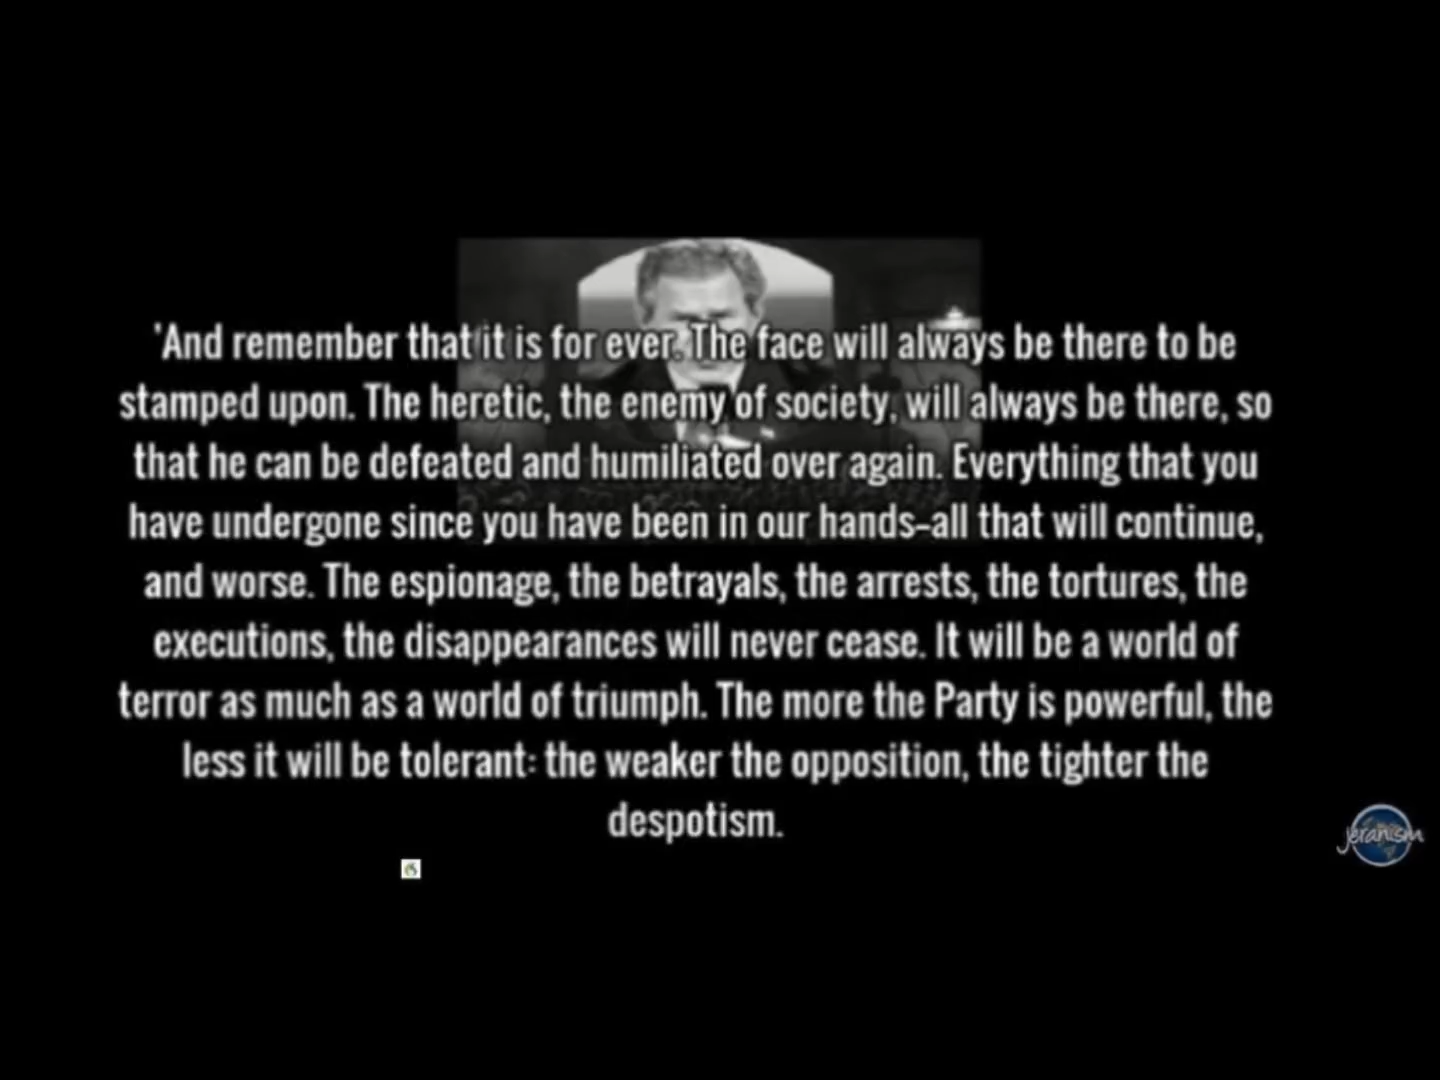 'And remember that it is for ever. The face will always be there to be
stamped upon. The heretic, the enemy of society, will always be there, so
that he can be defeated and humiliated over again. Everything that you
have undergone since you have been in our hands–all that will continue,
and worse. The espionage, the betrayals, the arrests, the tortures, the
executions, the disappearances will never cease. It will be a world of
terror as much as a world of triumph. The more the Party is powerful, the
less it will be tolerant: the weaker the opposition, the tighter the
despotism.
jeranism